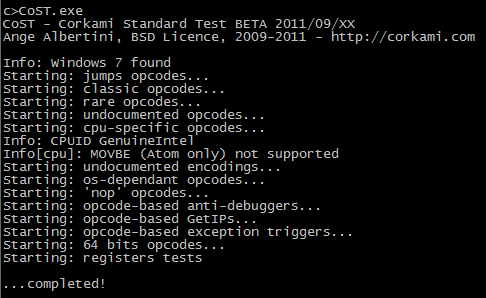 c>CoST.exe
CoST - Corkami Standard Test BETA 2011/09/XX
Ange Albertini, BSD Licence, 2009-2011 - http://corkami.com
Info: Windows 7 found
Starting: jumps opcodes...
Starting: classic opcodes...
Starting: rare opcodes...
Starting: undocumented opcodes...
Starting: cpu-specific opcodes...
Info: CPUID GenuineIntel
Info[cpu]: MOVBE (Atom only) not supported
Starting: undocumented encodings...
Starting: os-dependant opcodes...
Starting: 'nop' opcodes...
Starting: opcode-based anti-debuggers...
Starting: opcode-based GetIPs...
Starting: opcode-based exception triggers...
Starting: 64 bits opcodes...
Starting: registers tests
...completed!